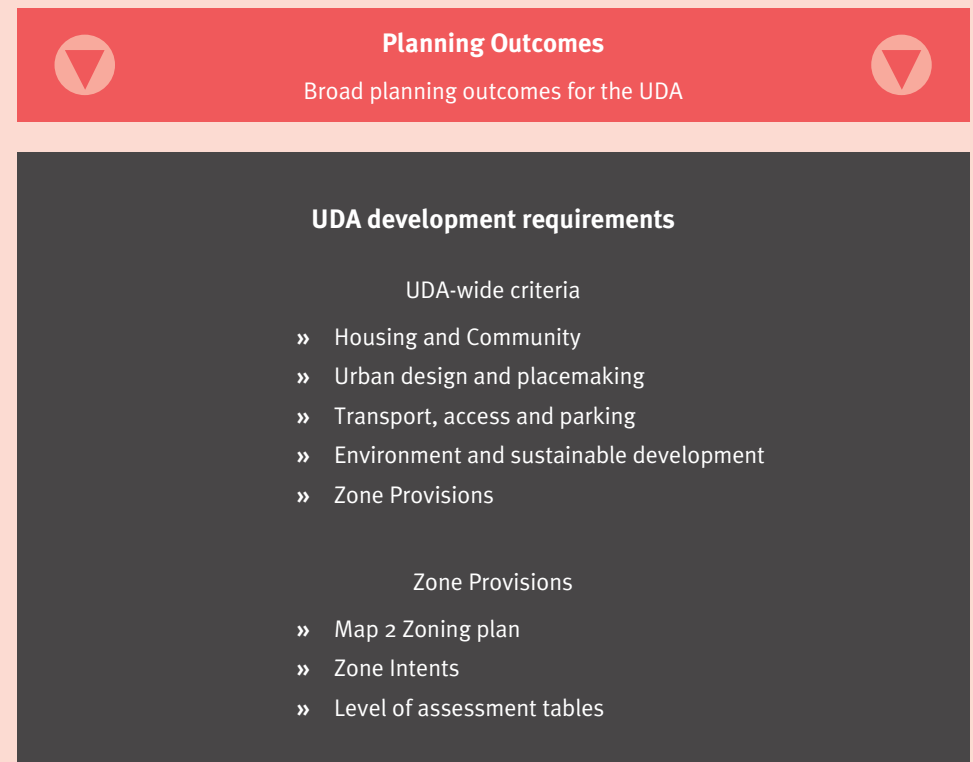 Planning Outcomes
Broad planning outcomes for the UDA
UDA development requirements
UDA-wide criteria
» Housing and Community
» Urban design and placemaking
» Transport, access and parking
» Environment and sustainable development
» Zone Provisions
Zone Provisions
» Map 2 Zoning plan
» Zone Intents
» Level of assessment tables